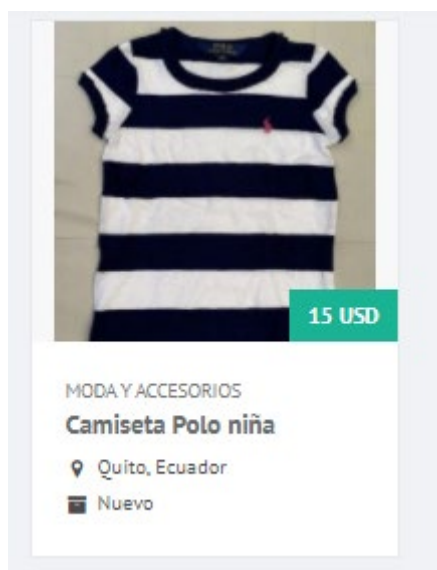 15 USD
MODA Y ACCESORIOS
Camiseta Polo niña
Quito, Ecuador
Nuevo